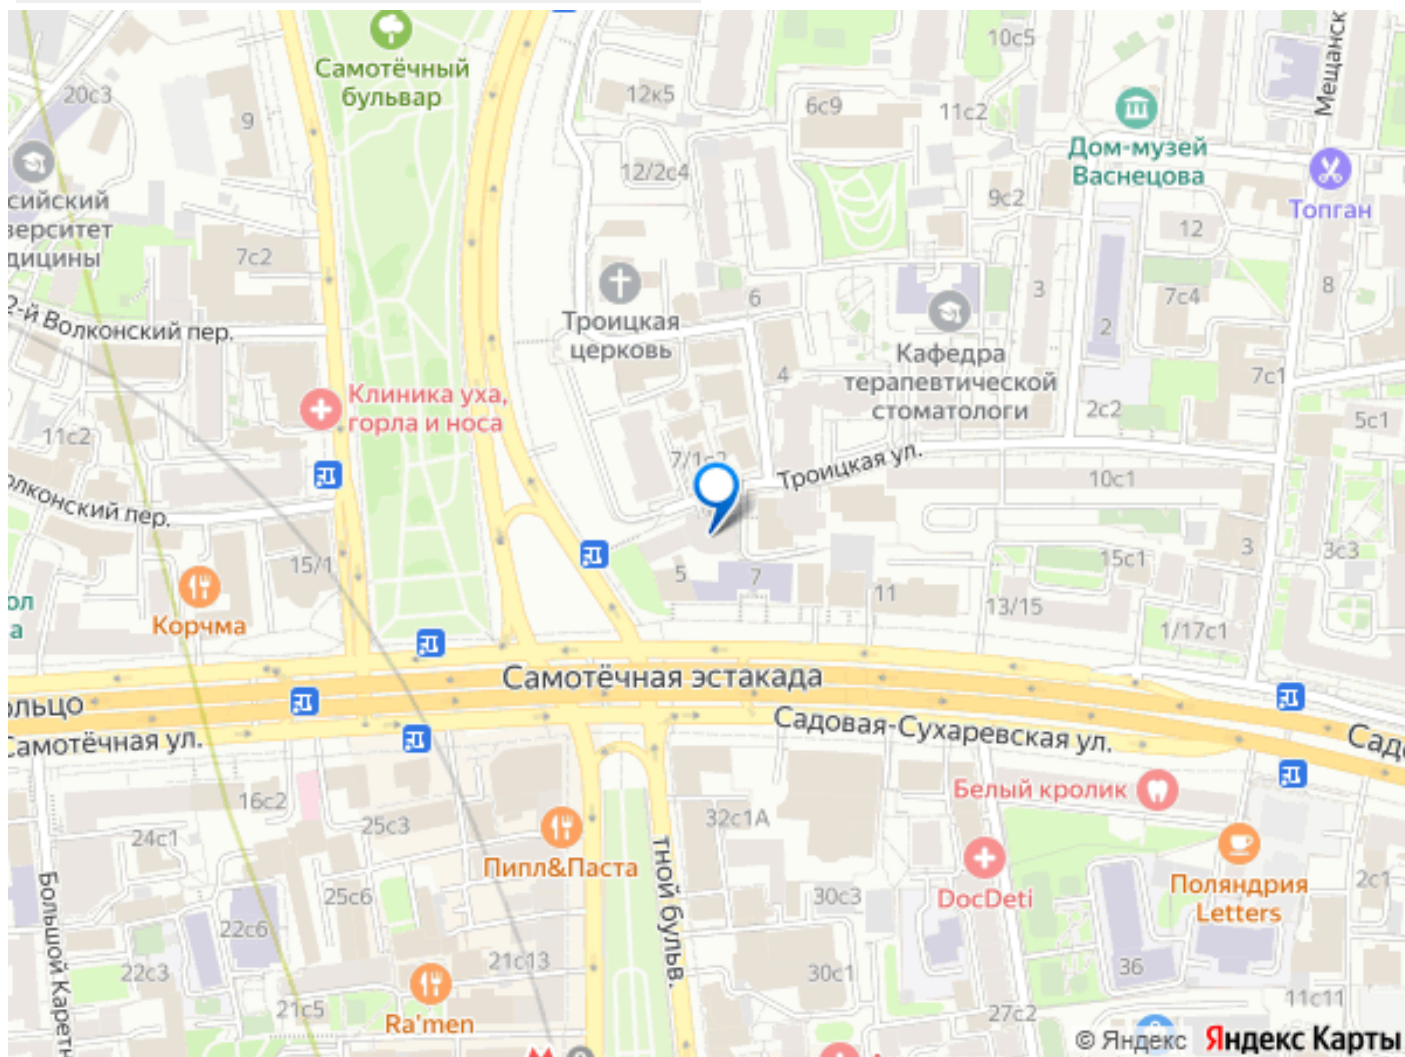 Самотёчный
бульвар
20с3
9
12к5
10с5
6с9
11с2
Мещанск
Дом-музей
Васнецова
Топган
12/2с4
9с2
12
сийский
верситет
дицины
7с2
3
7с4
8
6
2-й Волконский пер.
Троицкая
церковь
2
Кафедра
терапевтической
стоматологи
4
7с1
Клиника уха,
горла и носа
2с2
5с1
11с2
7/1с2
Троицкая ул.
10с1
олконский пер.
15/1
5
7
11
15с1
3
3с3
13/15
1/17с1
ол
а
Корчма
Самотёчная эстакада
ольцо
Самотёчная ул.
Садовая-Сухаревская ул.
Садо
16с2
25с3
24с1
32с1А
Белый кролик
Пипл&Паста
DocDeti
Поляндрия
Letters
2с1
25с6
30с3
Большой Каретн
тной бульв.
22с6
22с3
21с13
30с1
36
21с5
Ra'men
27с2
11с11
© Яндекс Яндекс Карты